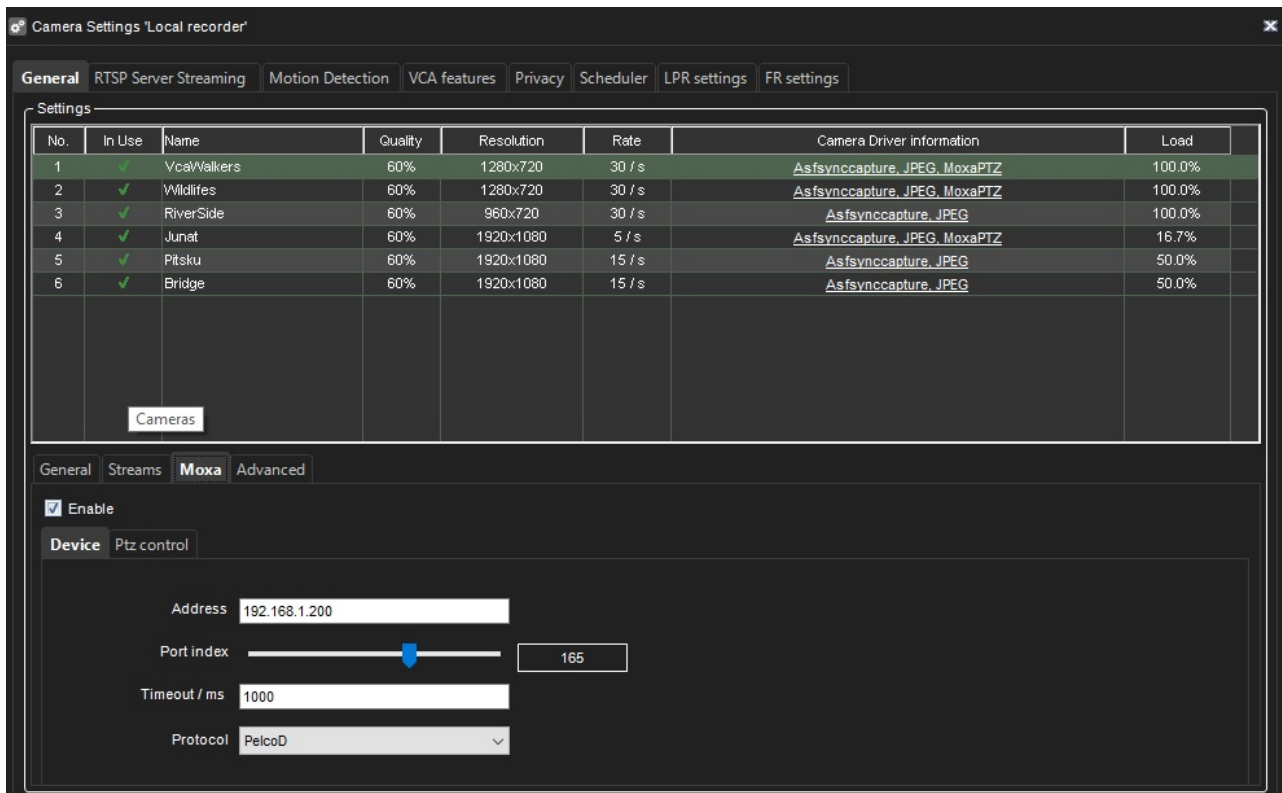 Camera Settings 'Local recorder'
General RTSP Server Streaming Motion Detection VCA features Privacy Scheduler LPR settings FR settings
Settings
No. In Use Name Quality Resolution Rate Camera Driver information Load
1 VcaWalkers 60% 1280x720 30 / s Asfsynccapture, JPEG, MoxaPTZ 100.0%
2 Wildlifes 60% 1280x720 30 / s Asfsynccapture, JPEG, MoxaPTZ 100.0%
3 RiverSide 60% 960x720 30 / s Asfsynccapture, JPEG 100.0%
4 Junat 60% 1920x1080 5 / s Asfsynccapture, JPEG, MoxaPTZ 16.7%
5 Pitsku 60% 1920x1080 15 / s Asfsynccapture, JPEG 50.0%
6 Bridge 60% 1920x1080 15 / s Asfsynccapture, JPEG 50.0%
Cameras
General Streams Moxa Advanced
Enable
Device Ptz control
Address 192.168.1.200
Port index 165
Timeout / ms 1000
Protocol PelcoD